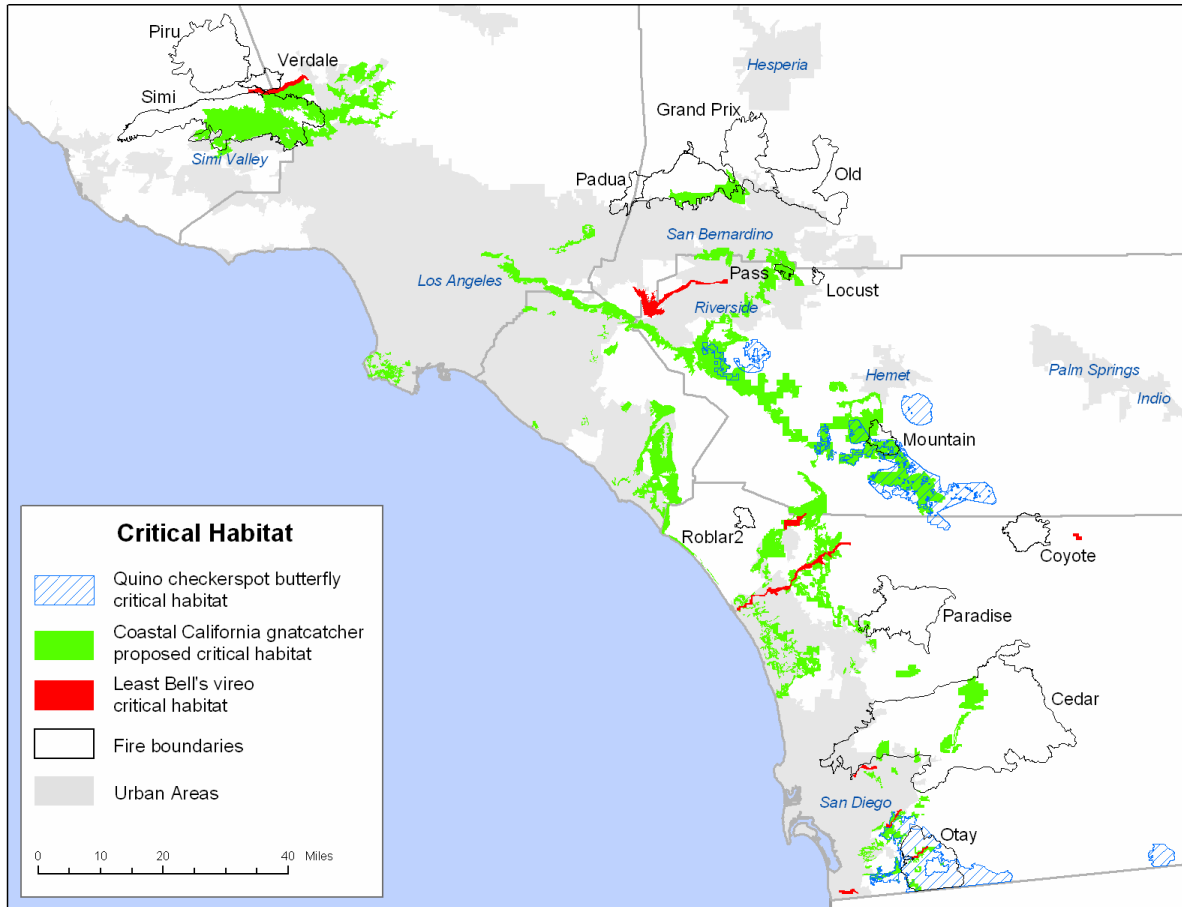 Piru
Verdale
Simi
Simi Valley
Hesperia
Grand Prix
Padua
Old
San Bernardino
Los Angeles
Pass
Locust
Riverside
Hemet
Palm Springs
Indio
Mountain
Roblar2
Coyote
Paradise
Cedar
San Diego
Otay
Critical Habitat
Quino checkerspot butterfly
critical habitat
Coastal California gnatcatcher
proposed critical habitat
Least Bell's vireo
critical habitat
Fire boundaries
Urban Areas
0 10 20 40 Miles